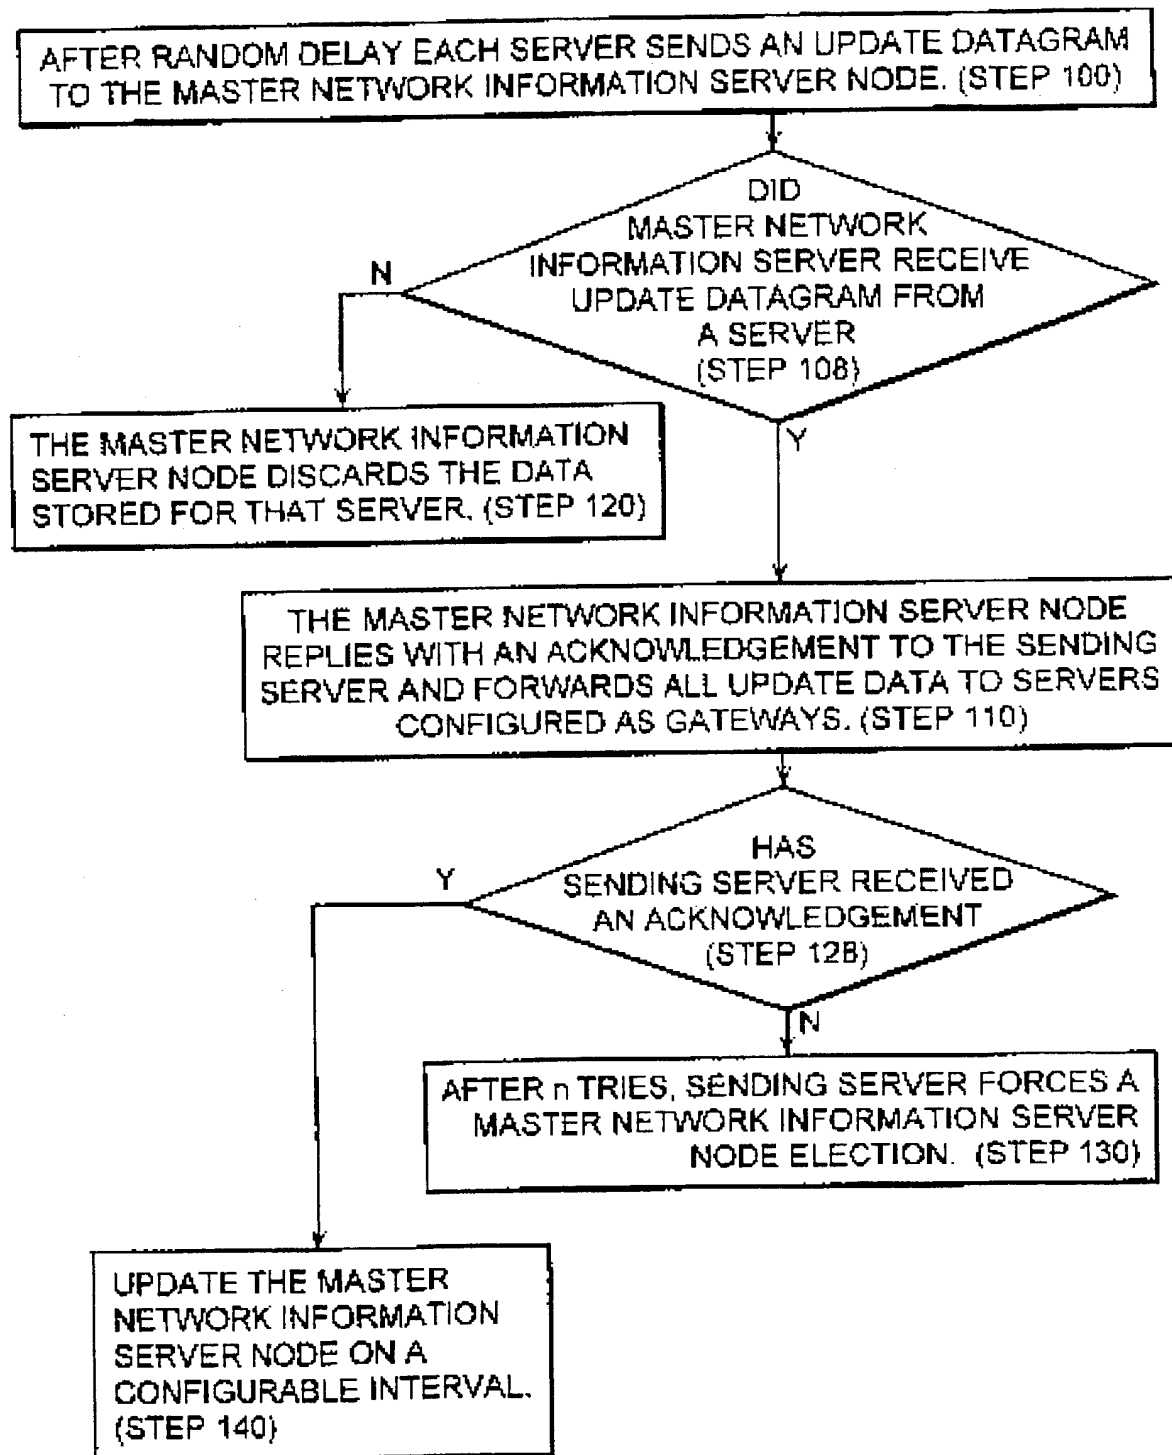 AFTER RANDOM DELAY EACH SERVER SENDS AN UPDATE DATAGRAM
TO THE MASTER NETWORK INFORMATION SERVER NODE. (STEP 100)
DID
MASTER NETWORK
INFORMATION SERVER RECEIVE
UPDATE DATAGRAM FROM
A SERVER
(STEP 108)
N
Y
THE MASTER NETWORK INFORMATION
SERVER NODE DISCARDS THE DATA
STORED FOR THAT SERVER. (STEP 120)
THE MASTER NETWORK INFORMATION SERVER NODE
REPLIES WITH AN ACKNOWLEDGEMENT TO THE SENDING
SERVER AND FORWARDS ALL UPDATE DATA TO SERVERS
CONFIGURED AS GATEWAYS. (STEP 110)
HAS
SENDING SERVER RECEIVED
AN ACKNOWLEDGEMENT
(STEP 128)
Y
N
AFTER n TRIES, SENDING SERVER FORCES A
MASTER NETWORK INFORMATION SERVER
NODE ELECTION. (STEP 130)
UPDATE THE MASTER
NETWORK INFORMATION
SERVER NODE ON A
CONFIGURABLE INTERVAL.
(STEP 140)